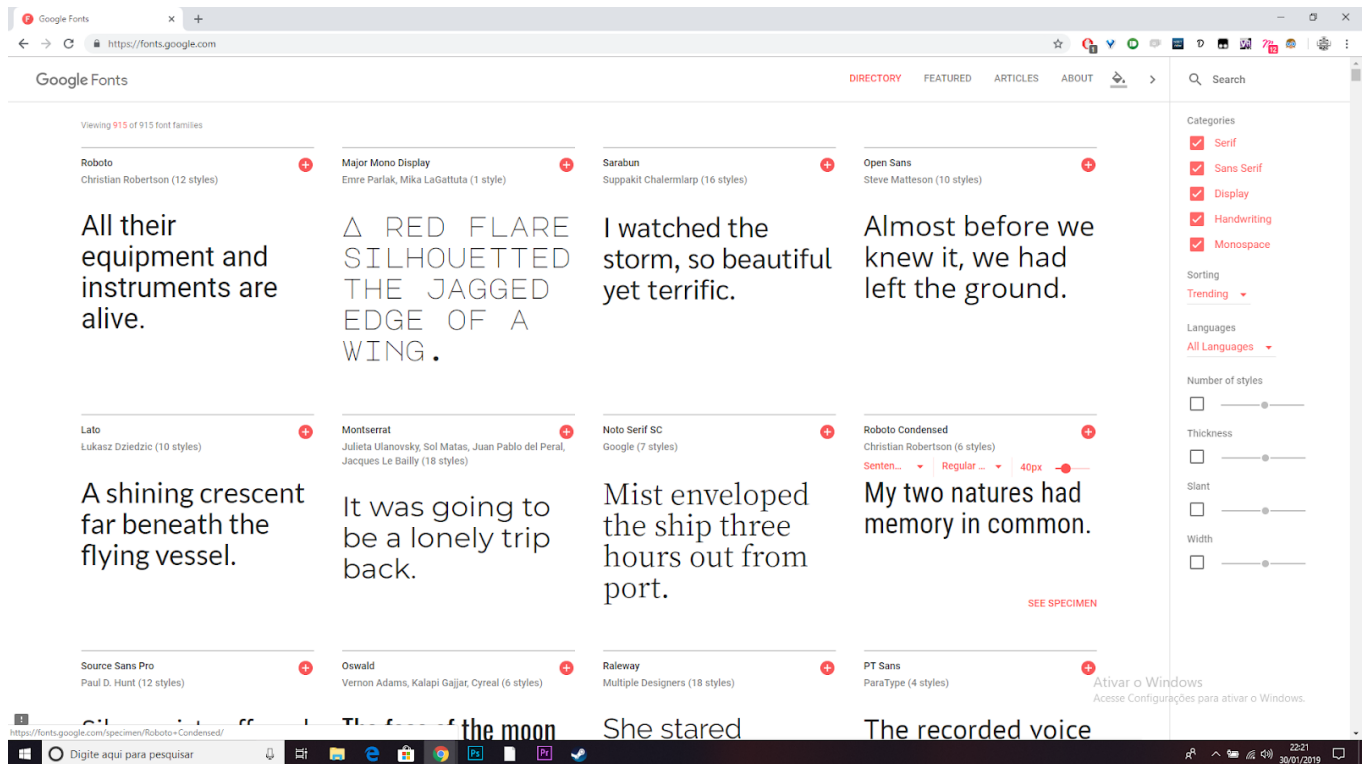 Google Fonts
https://fonts.google.com
Google Fonts
DIRECTORY
FEATURED
ARTICLES
ABOUT
Search
Viewing 915 of 915 font families
Roboto
Christian Robertson (12 styles)
All their
equipment and
instruments are
alive.
Major Mono Display
Emre Parlak, Mika LaGattuta (1 style)
A RED FLARE
SILHOUETTED
THE JAGGED
EDGE OF A
WING.
Sarabun
Suppakit Chalermlarp (16 styles)
I watched the
storm, so beautiful
yet terrific.
Open Sans
Steve Matteson (10 styles)
Almost before we
knew it, we had
left the ground.
Lato
Łukasz Dziedzic (10 styles)
A shining crescent
far beneath the
flying vessel.
Montserrat
Julieta Ulanovsky, Sol Matas, Juan Pablo del Peral,
Jacques Le Bailly (18 styles)
It was going to
be a lonely trip
back.
Noto Serif SC
Google (7 styles)
Mist enveloped
the ship three
hours out from
port.
Roboto Condensed
Christian Robertson (6 styles)
Senten... Regular ... 40px
My two natures had
memory in common.
SEE SPECIMEN
Source Sans Pro
Paul D. Hunt (12 styles)
Oswald
Vernon Adams, Kalapi Gajjar, Cyreal (6 styles)
The face of the moon
Raleway
Multiple Designers (18 styles)
She stared
PT Sans
ParaType (4 styles)
The recorded voice
Categories
Serif
Sans Serif
Display
Handwriting
Monospace
Sorting
Trending
Languages
All Languages
Number of styles
Thickness
Slant
Width
Ativar o Windows
Acesse Configurações para ativar o Windows.
https://fonts.google.com/specimen/Roboto+Condensed/
Digite aqui para pesquisar
Ps
Pr
22:21
30/01/2019